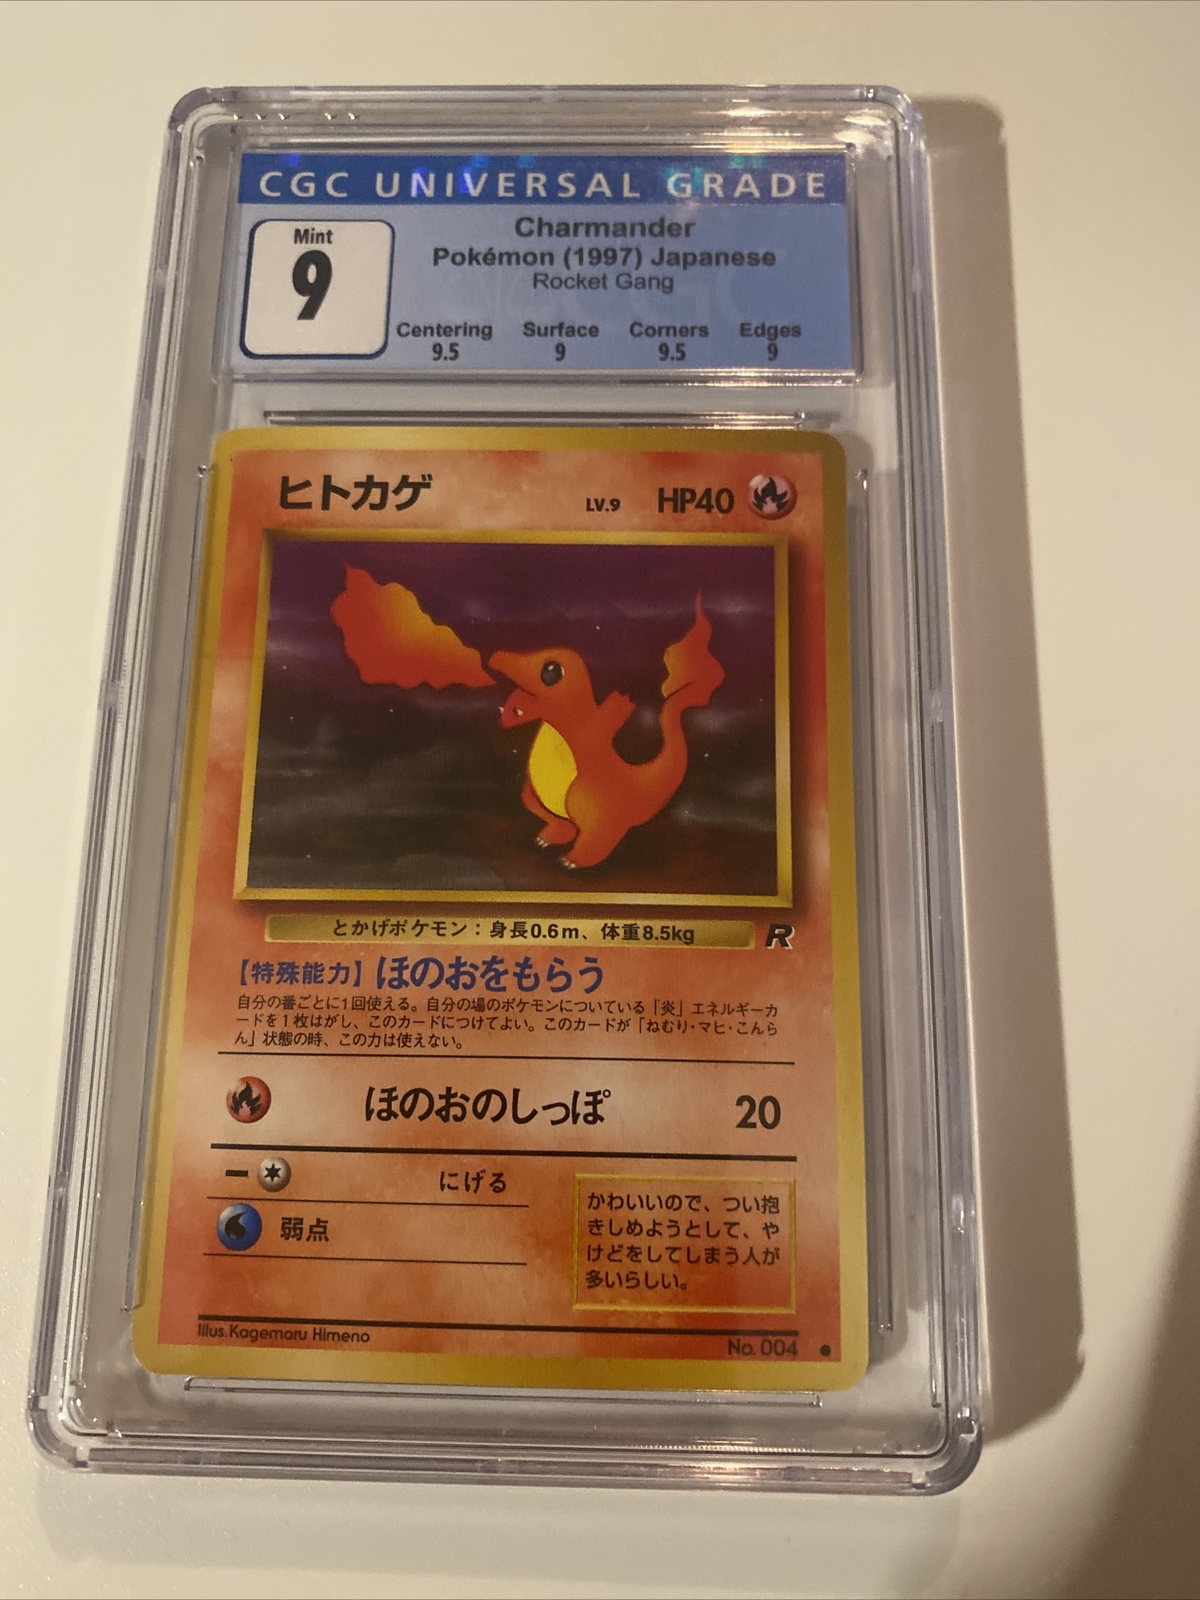 CGC UNIVERSAL GRADE
Mint
9
Charmander
Pokémon (1997) Japanese
Rocket Gang
Centering Surface Corners Edges
9.5 9 9.5 9
ヒトカゲ LV.9 HP40
とかげポケモン：身長0.6m、体重8.5kg R
【特殊能力】ほのおをもらう
自分の番ごとに1回使える。自分の場のポケモンについている「炎」エネルギーカ
ードを1枚はがし、このカードにつけてよい。このカードが「ねむり・マヒ・こんら
ん」状態の時、この力は使えない。
ほのおのしっぽ 20
にげる
弱点
かわいいので、つい抱
きしめようとして、や
けどをしてしまう人が
多いらしい。
Illus.Kagemaru Himeno
No.004 ●